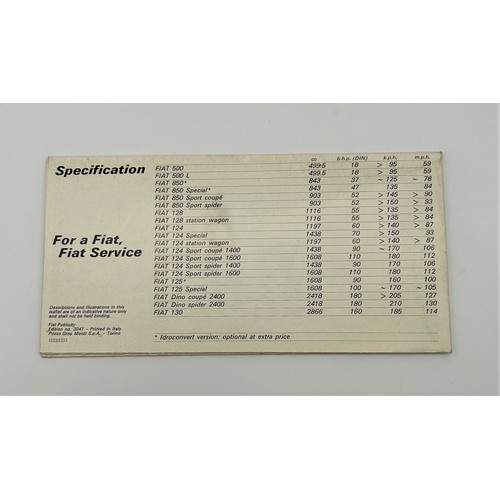 Specification
cc b.h.p. (DIN) k.p.h. m.p.h.
FIAT 500 499.5 18 > 95 59
FIAT 500 L 499.5 18 > 95 59
FIAT 850* 843 37 ~ 125 ~ 78
FIAT 850 Special* 843 47 135 84
FIAT 850 Sport coupé 903 52 > 145 > 90
FIAT 850 Sport spider 903 52 > 150 > 93
FIAT 128 1116 55 > 135 > 84
FIAT 128 station wagon 1116 55 > 135 > 84
FIAT 124 1197 60 > 140 > 87
FIAT 124 Special 1438 70 > 150 93
FIAT 124 station wagon 1197 60 > 140 > 87
FIAT 124 Sport coupé 1400 1438 90 ~ 170 106
FIAT 124 Sport coupé 1600 1608 110 180 112
FIAT 124 Sport spider 1400 1438 90 170 106
FIAT 124 Sport spider 1600 1608 110 180 112
FIAT 125* 1608 90 160 100
FIAT 125 Special 1608 100 ~ 170 ~ 105
FIAT Dino coupé 2400 2418 180 > 205 127
FIAT Dino spider 2400 2418 180 210 130
FIAT 130 2866 160 185 114
* Idroconvert version: optional at extra price
For a Fiat,
Fiat Service
Descriptions and illustrations in this
leaflet are of an indicative nature only
and shall not be held binding.
Fiat Publicity
Edition no. 3041 - Printed in Italy
Pozzo Gros Monti S.p.A. - Torino